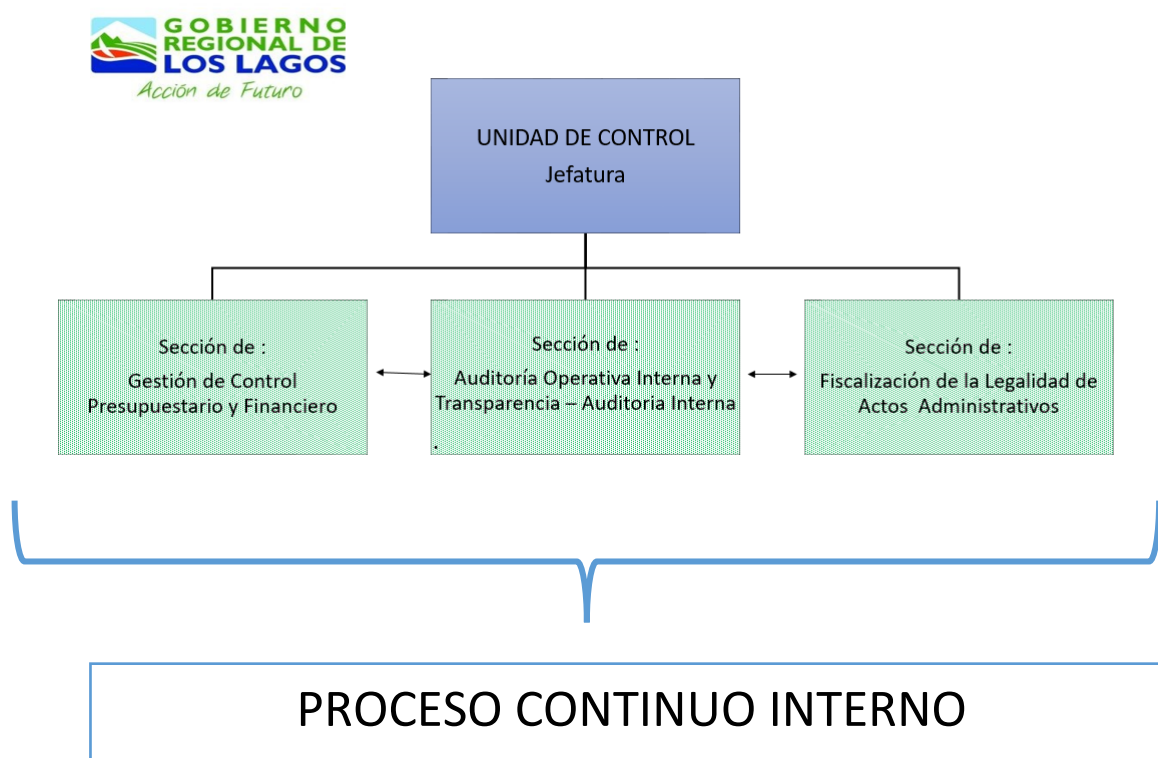 GOBIERNO
REGIONAL DE
LOS LAGOS
Acción de Futuro
UNIDAD DE CONTROL
Jefatura
Sección de :
Gestión de Control
Presupuestario y Financiero
Sección de :
Auditoría Operativa Interna y
Transparencia – Auditoria Interna
.
Sección de :
Fiscalización de la Legalidad de
Actos Administrativos
PROCESO CONTINUO INTERNO